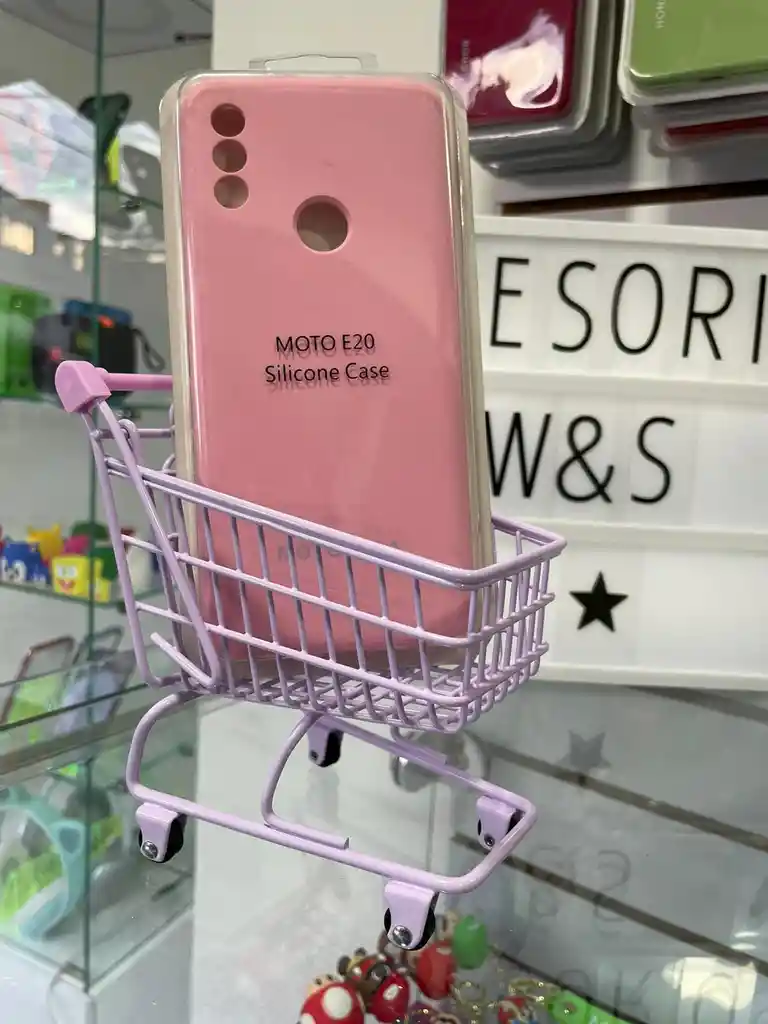 MOTO E20
Silicone Case
ESORI
W&S